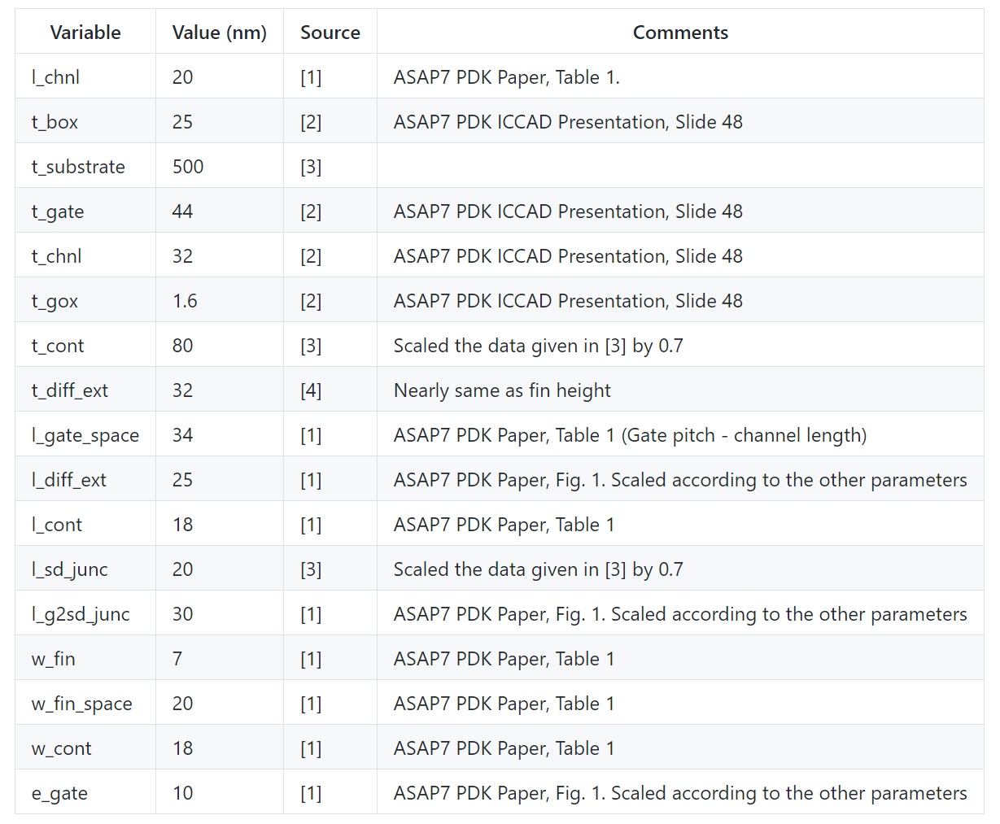 Variable Value (nm) Source Comments
l_chnl 20 [1] ASAP7 PDK Paper, Table 1.
t_box 25 [2] ASAP7 PDK ICCAD Presentation, Slide 48
t_substrate 500 [3]
t_gate 44 [2] ASAP7 PDK ICCAD Presentation, Slide 48
t_chnl 32 [2] ASAP7 PDK ICCAD Presentation, Slide 48
t_gox 1.6 [2] ASAP7 PDK ICCAD Presentation, Slide 48
t_cont 80 [3] Scaled the data given in [3] by 0.7
t_diff_ext 32 [4] Nearly same as fin height
l_gate_space 34 [1] ASAP7 PDK Paper, Table 1 (Gate pitch - channel length)
l_diff_ext 25 [1] ASAP7 PDK Paper, Fig. 1. Scaled according to the other parameters
l_cont 18 [1] ASAP7 PDK Paper, Table 1
l_sd_junc 20 [3] Scaled the data given in [3] by 0.7
l_g2sd_junc 30 [1] ASAP7 PDK Paper, Fig. 1. Scaled according to the other parameters
w_fin 7 [1] ASAP7 PDK Paper, Table 1
w_fin_space 20 [1] ASAP7 PDK Paper, Table 1
w_cont 18 [1] ASAP7 PDK Paper, Table 1
e_gate 10 [1] ASAP7 PDK Paper, Fig. 1. Scaled according to the other parameters